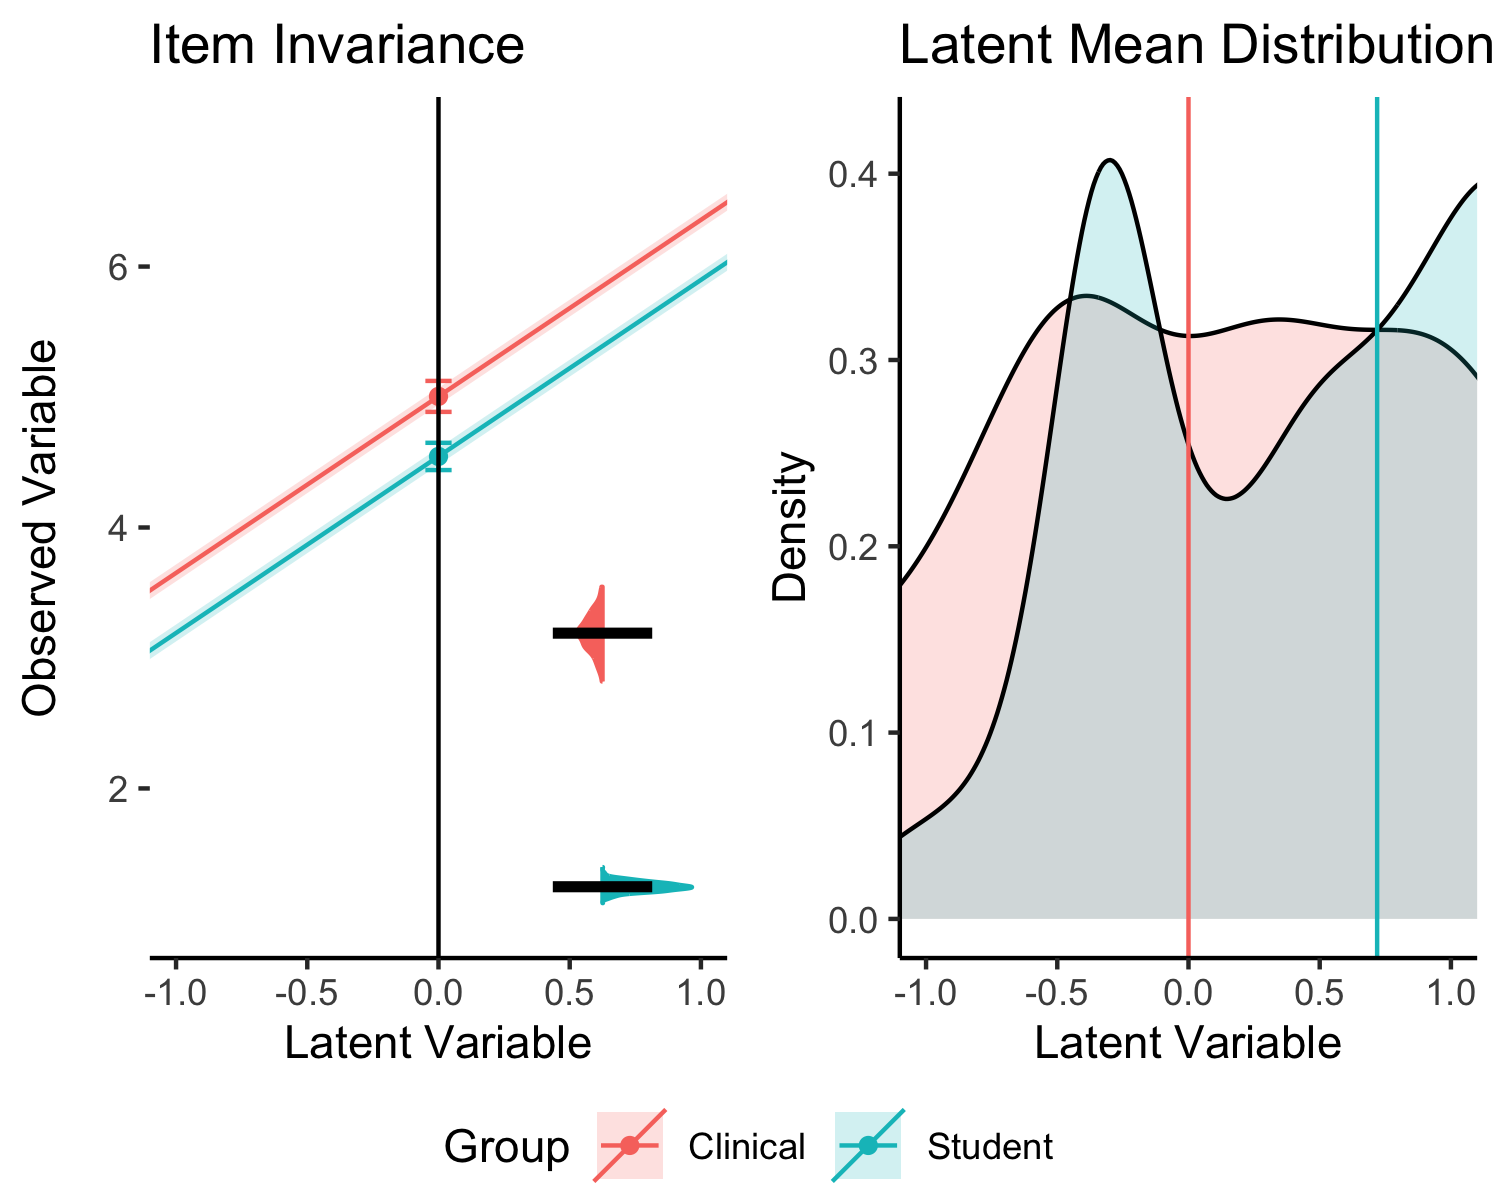 Item Invariance
Observed Variable
6
4
2
-1.0 -0.5 0.0 0.5 1.0
Latent Variable
Latent Mean Distribution
Density
0.4
0.3
0.2
0.1
0.0
-1.0 -0.5 0.0 0.5 1.0
Latent Variable
Group Clinical Student